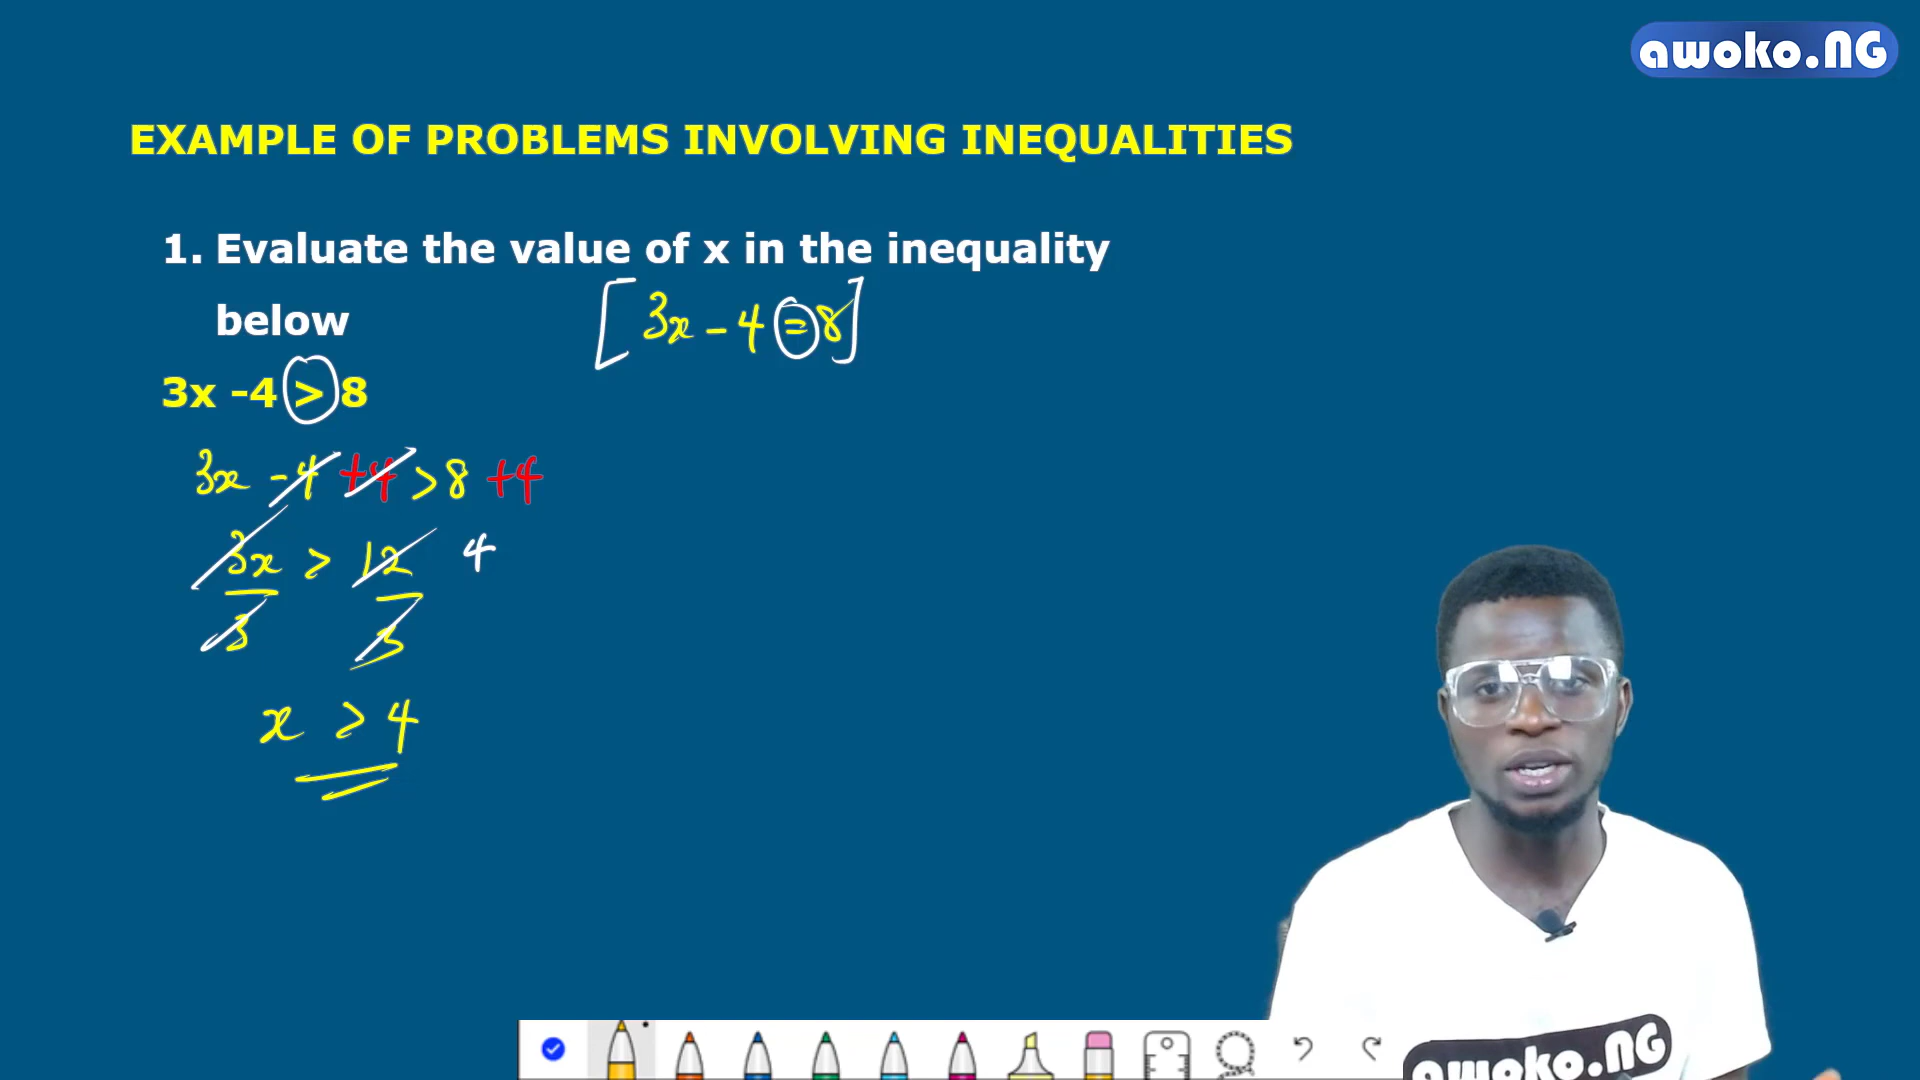 awoko.NG
EXAMPLE OF PROBLEMS INVOLVING INEQUALITIES
1. Evaluate the value of x in the inequality
below
[3x - 4 = 8]
3x -4 > 8
3x - 4 + 4 > 8 + 4
3x > 12 4
3 3
x > 4
awoko.NG